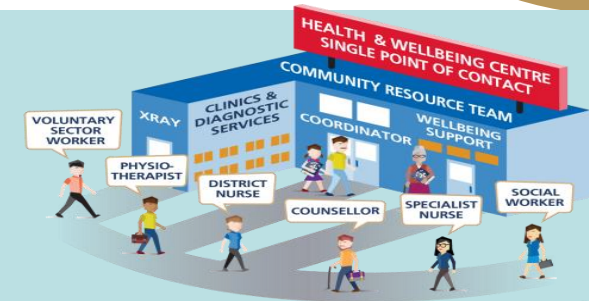 HEALTH & WELLBEING CENTRE
SINGLE POINT OF CONTACT
COMMUNITY RESOURCE TEAM
XRAY
CLINICS &
DIAGNOSTIC
SERVICES
COORDINATOR
WELLBEING
SUPPORT
VOLUNTARY
SECTOR
WORKER
PHYSIO-
THERAPIST
DISTRICT
NURSE
COUNSELLOR
SPECIALIST
NURSE
SOCIAL
WORKER